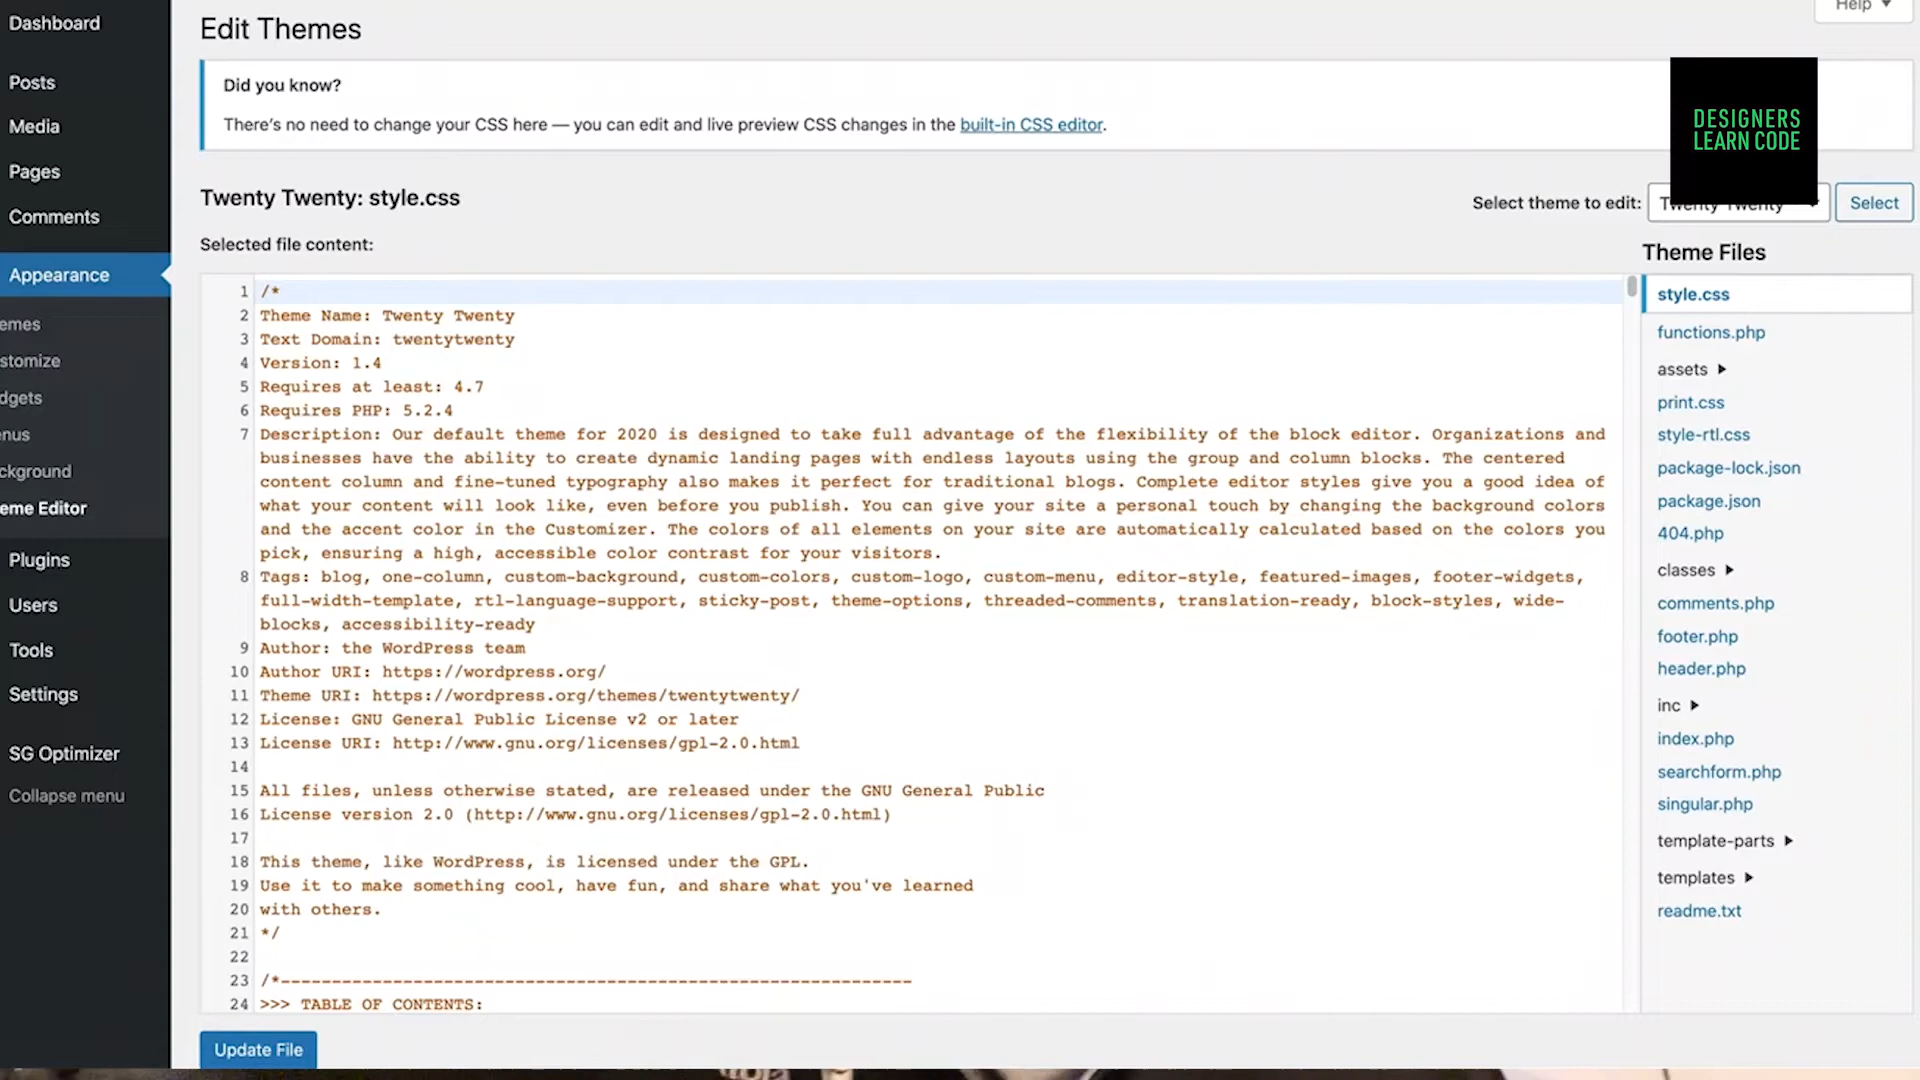 Dashboard
Posts
Media
Pages
Comments
Appearance
emes
stomize
dgets
nus
ckground
eme Editor
Plugins
Users
Tools
Settings
SG Optimizer
Collapse menu
Help
Edit Themes
Did you know?
There's no need to change your CSS here — you can edit and live preview CSS changes in the built-in CSS editor.
DESIGNERS
LEARN CODE
Twenty Twenty: style.css
Select theme to edit: Twenty Twenty Select
Selected file content:
1 /*
2 Theme Name: Twenty Twenty
3 Text Domain: twentytwenty
4 Version: 1.4
5 Requires at least: 4.7
6 Requires PHP: 5.2.4
7 Description: Our default theme for 2020 is designed to take full advantage of the flexibility of the block editor. Organizations and
businesses have the ability to create dynamic landing pages with endless layouts using the group and column blocks. The centered
content column and fine-tuned typography also makes it perfect for traditional blogs. Complete editor styles give you a good idea of
what your content will look like, even before you publish. You can give your site a personal touch by changing the background colors
and the accent color in the Customizer. The colors of all elements on your site are automatically calculated based on the colors you
pick, ensuring a high, accessible color contrast for your visitors.
8 Tags: blog, one-column, custom-background, custom-colors, custom-logo, custom-menu, editor-style, featured-images, footer-widgets,
full-width-template, rtl-language-support, sticky-post, theme-options, threaded-comments, translation-ready, block-styles, wide-
blocks, accessibility-ready
9 Author: the WordPress team
10 Author URI: https://wordpress.org/
11 Theme URI: https://wordpress.org/themes/twentytwenty/
12 License: GNU General Public License v2 or later
13 License URI: http://www.gnu.org/licenses/gpl-2.0.html
14
15 All files, unless otherwise stated, are released under the GNU General Public
16 License version 2.0 (http://www.gnu.org/licenses/gpl-2.0.html)
17
18 This theme, like WordPress, is licensed under the GPL.
19 Use it to make something cool, have fun, and share what you've learned
20 with others.
21 */
22
23 /*--------------------------------------------------------------
24 >>> TABLE OF CONTENTS:
Update File
Theme Files
style.css
functions.php
assets
print.css
style-rtl.css
package-lock.json
package.json
404.php
classes
comments.php
footer.php
header.php
inc
index.php
searchform.php
singular.php
template-parts
templates
readme.txt